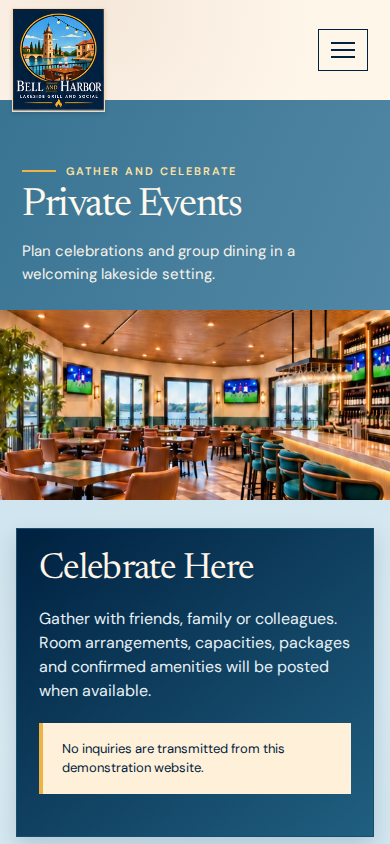 BELL AND HARBOR
LAKESIDE GRILL AND SOCIAL
GATHER AND CELEBRATE
Private Events
Plan celebrations and group dining in a
welcoming lakeside setting.
Celebrate Here
Gather with friends, family or colleagues.
Room arrangements, capacities, packages
and confirmed amenities will be posted
when available.
No inquiries are transmitted from this
demonstration website.